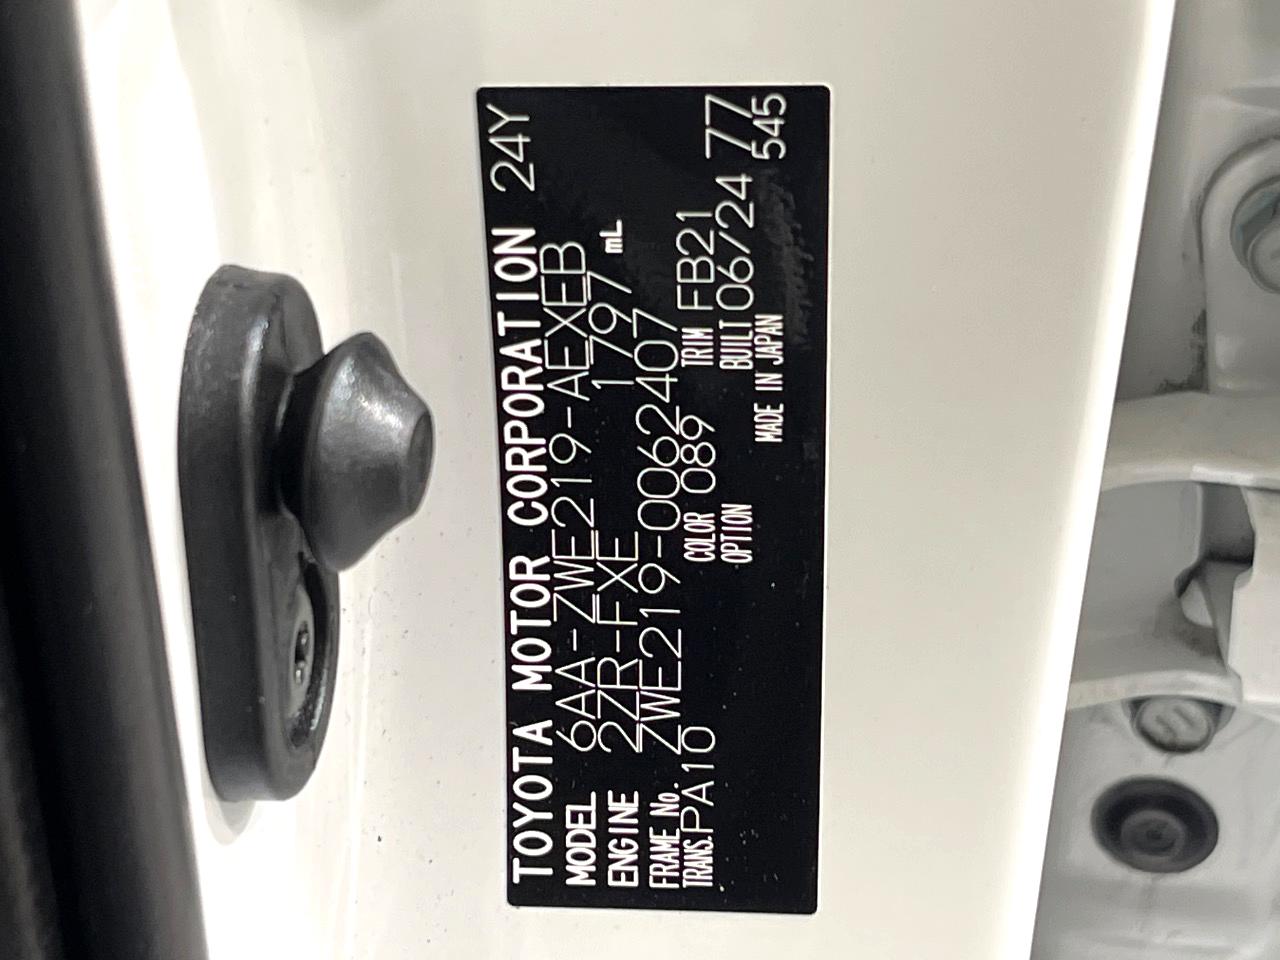 TOYOTA MOTOR CORPORATION 24Y
MODEL 6AA-ZWE219-AEXEB
ENGINE 2ZR-FXE 1797 mL
FRAME No. ZWE219-0062407
TRANS. PA10 COLOR 089 TRIM FB21
OPTION BUILT 06/24 77
MADE IN JAPAN 545